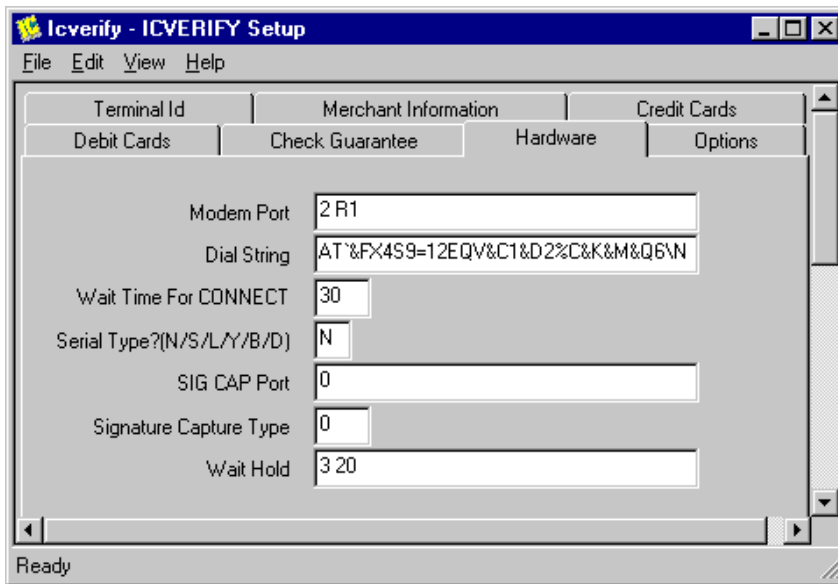 Icverify - ICVERIFY Setup
File Edit View Help
Terminal Id Merchant Information Credit Cards
Debit Cards Check Guarantee Hardware Options
Modem Port 2 R1
Dial String AT`&FX4S9=12EQV&C1&D2%C&K&M&Q6\N
Wait Time For CONNECT 30
Serial Type?(N/S/L/Y/B/D) N
SIG CAP Port 0
Signature Capture Type 0
Wait Hold 3 20
Ready